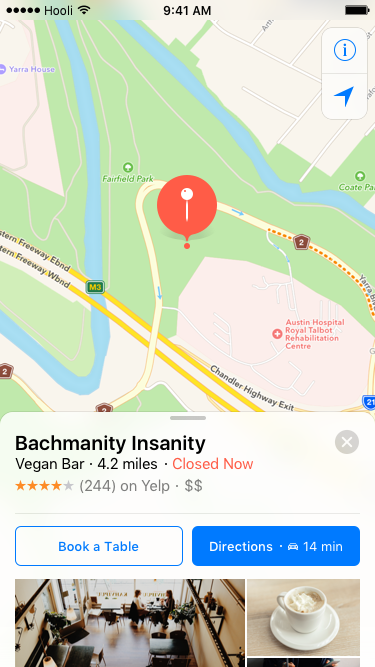 Hooli 9:41 AM
Yarra House
Fairfield Park
Coate Pa
2
stern Freeway Ebnd
stern Freeway Wbnd
M3
Yarra B
Austin Hospital
Royal Talbot
Rehabilitation
Centre
Chandler Highway Exit
2
2
21
Bachmanity Insanity
Vegan Bar · 4.2 miles · Closed Now
★★★★★ (244) on Yelp · $$
Book a Table
Directions · 14 min